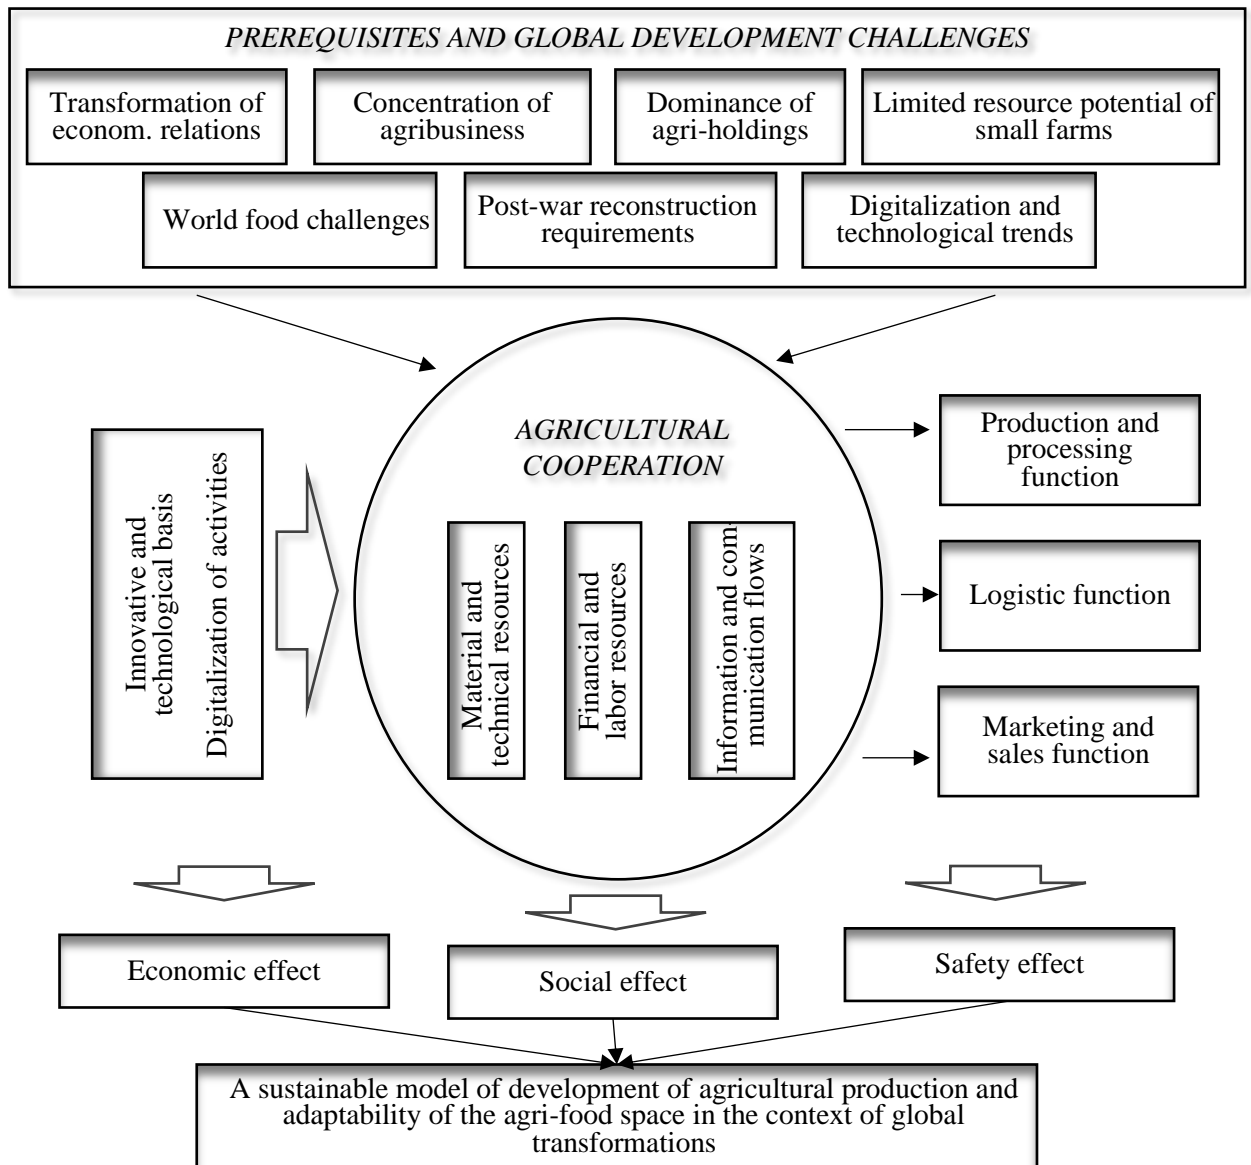 PREREQUISITES AND GLOBAL DEVELOPMENT CHALLENGES
Transformation of
econom. relations
Concentration of
agribusiness
Dominance of
agri-holdings
Limited resource potential of
small farms
World food challenges
Post-war reconstruction
requirements
Digitalization and
technological trends
AGRICULTURAL
COOPERATION
Innovative and
technological basis
Digitalization of activities
Material and
technical resources
Financial and
labor resources
Information and com-
munication flows
Production and
processing
function
Logistic function
Marketing and
sales function
Economic effect
Social effect
Safety effect
A sustainable model of development of agricultural production and
adaptability of the agri-food space in the context of global
transformations